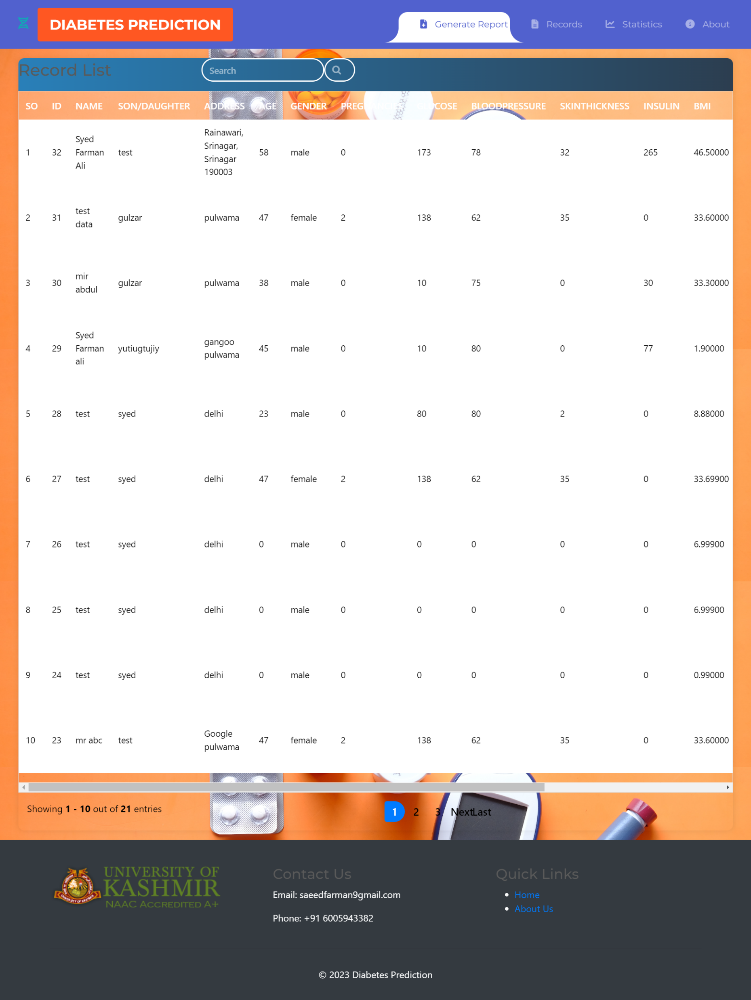 DIABETES PREDICTION
Generate Report
Records
Statistics
About
Record List
Search
SO ID NAME SON/DAUGHTER ADDRESS AGE GENDER PREGNANCIES GLUCOSE BLOODPRESSURE SKINTHICKNESS INSULIN BMI
1 32 Syed Farman Ali test Rainawari, Srinagar, Srinagar 190003 58 male 0 173 78 32 265 46.50000
2 31 test data gulzar pulwama 47 female 2 138 62 35 0 33.60000
3 30 mir abdul gulzar pulwama 38 male 0 10 75 0 30 33.30000
4 29 Syed Farman ali yutiugtujiy gangoo pulwama 45 male 0 10 80 0 77 1.90000
5 28 test syed delhi 23 male 0 80 80 2 0 8.88000
6 27 test syed delhi 47 female 2 138 62 35 0 33.69900
7 26 test syed delhi 0 male 0 0 0 0 0 6.99900
8 25 test syed delhi 0 male 0 0 0 0 0 6.99900
9 24 test syed delhi 0 male 0 0 0 0 0 0.99000
10 23 mr abc test Google pulwama 47 female 2 138 62 35 0 33.60000
Showing 1 - 10 out of 21 entries
1 2 3 Next Last
UNIVERSITY OF
KASHMIR
NAAC ACCREDITED A+
Contact Us
Email: saeedfarman9gmail.com
Phone: +91 6005943382
Quick Links
Home
About Us
© 2023 Diabetes Prediction